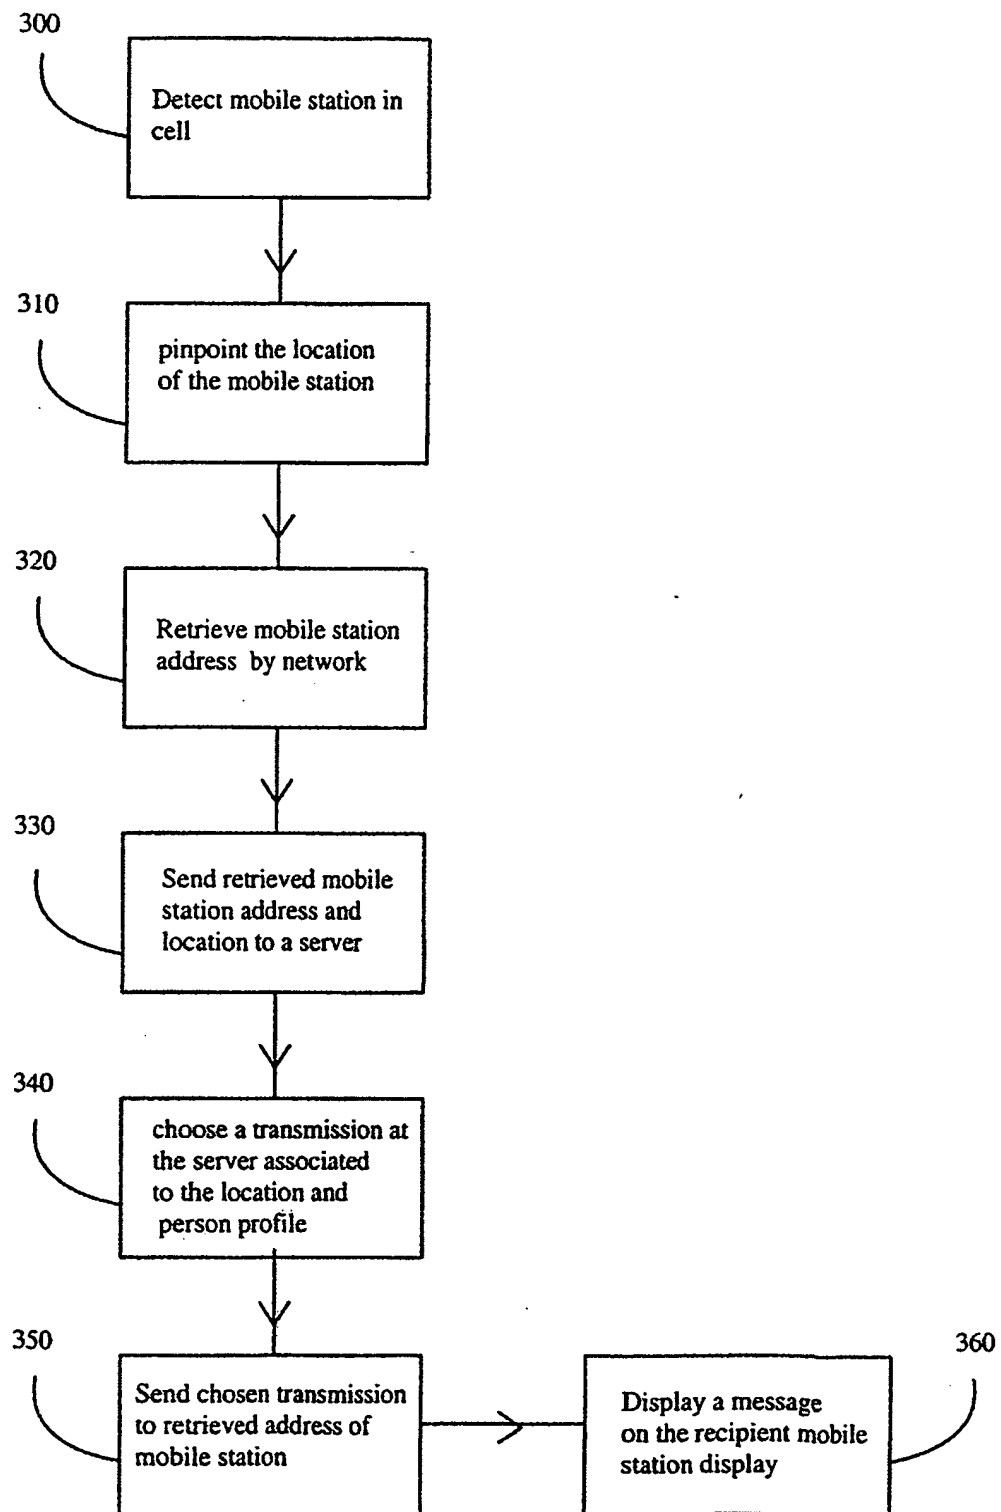 300
Detect mobile station in
cell
310
pinpoint the location
of the mobile station
320
Retrieve mobile station
address by network
330
Send retrieved mobile
station address and
location to a server
340
choose a transmission at
the server associated
to the location and
person profile
350
Send chosen transmission
to retrieved address of
mobile station
360
Display a message
on the recipient mobile
station display